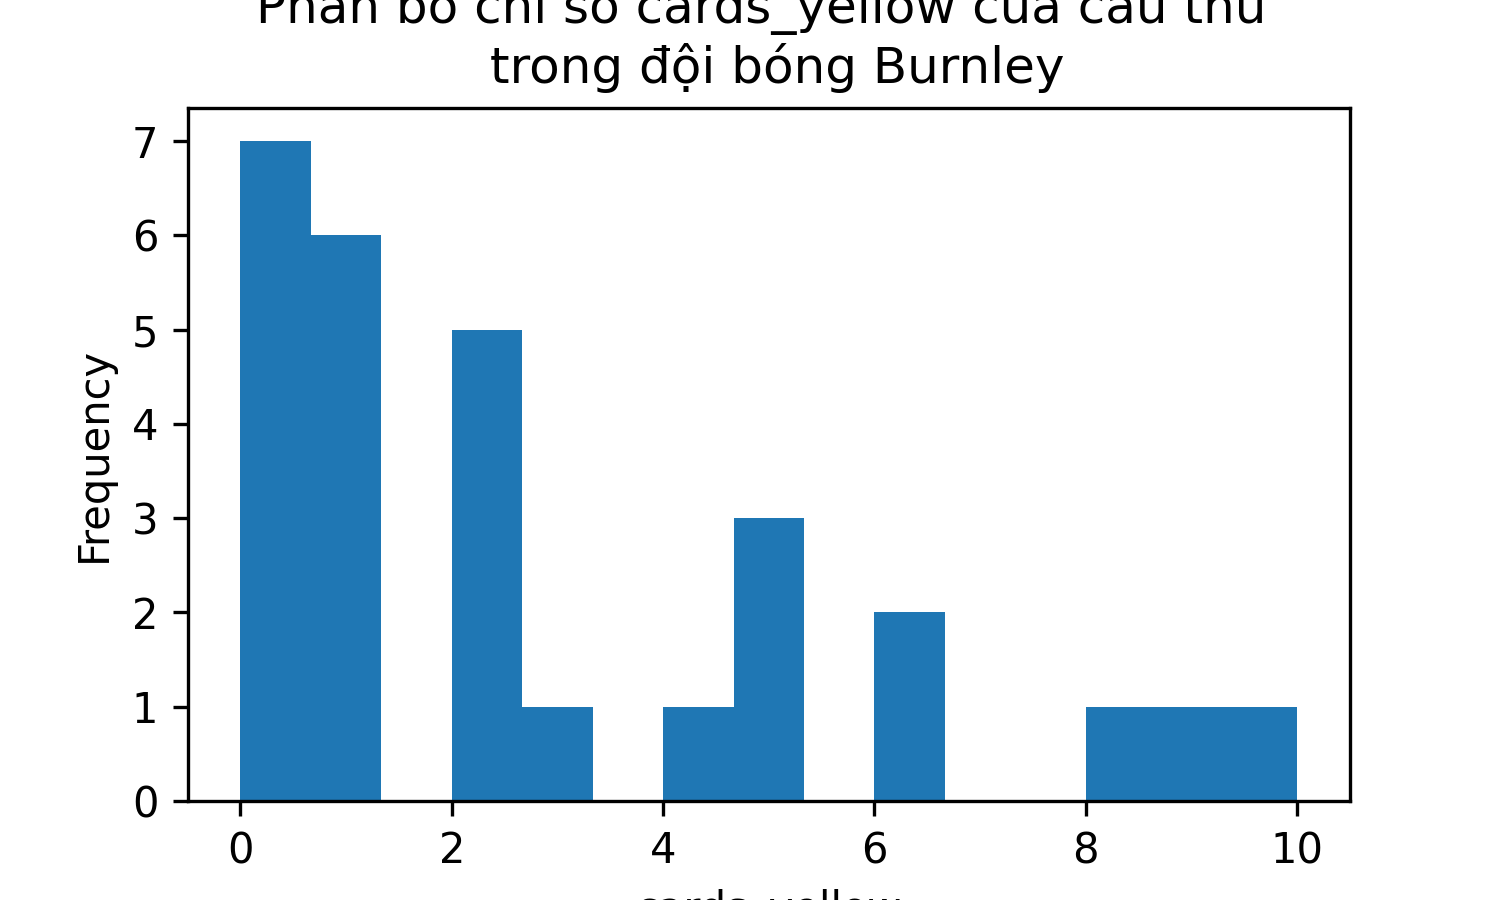 Phân bố chỉ số cards_yellow của cầu thủ
trong đội bóng Burnley
7
6
5
4
3
2
1
0
Frequency
0 2 4 6 8 10
cards_yellow